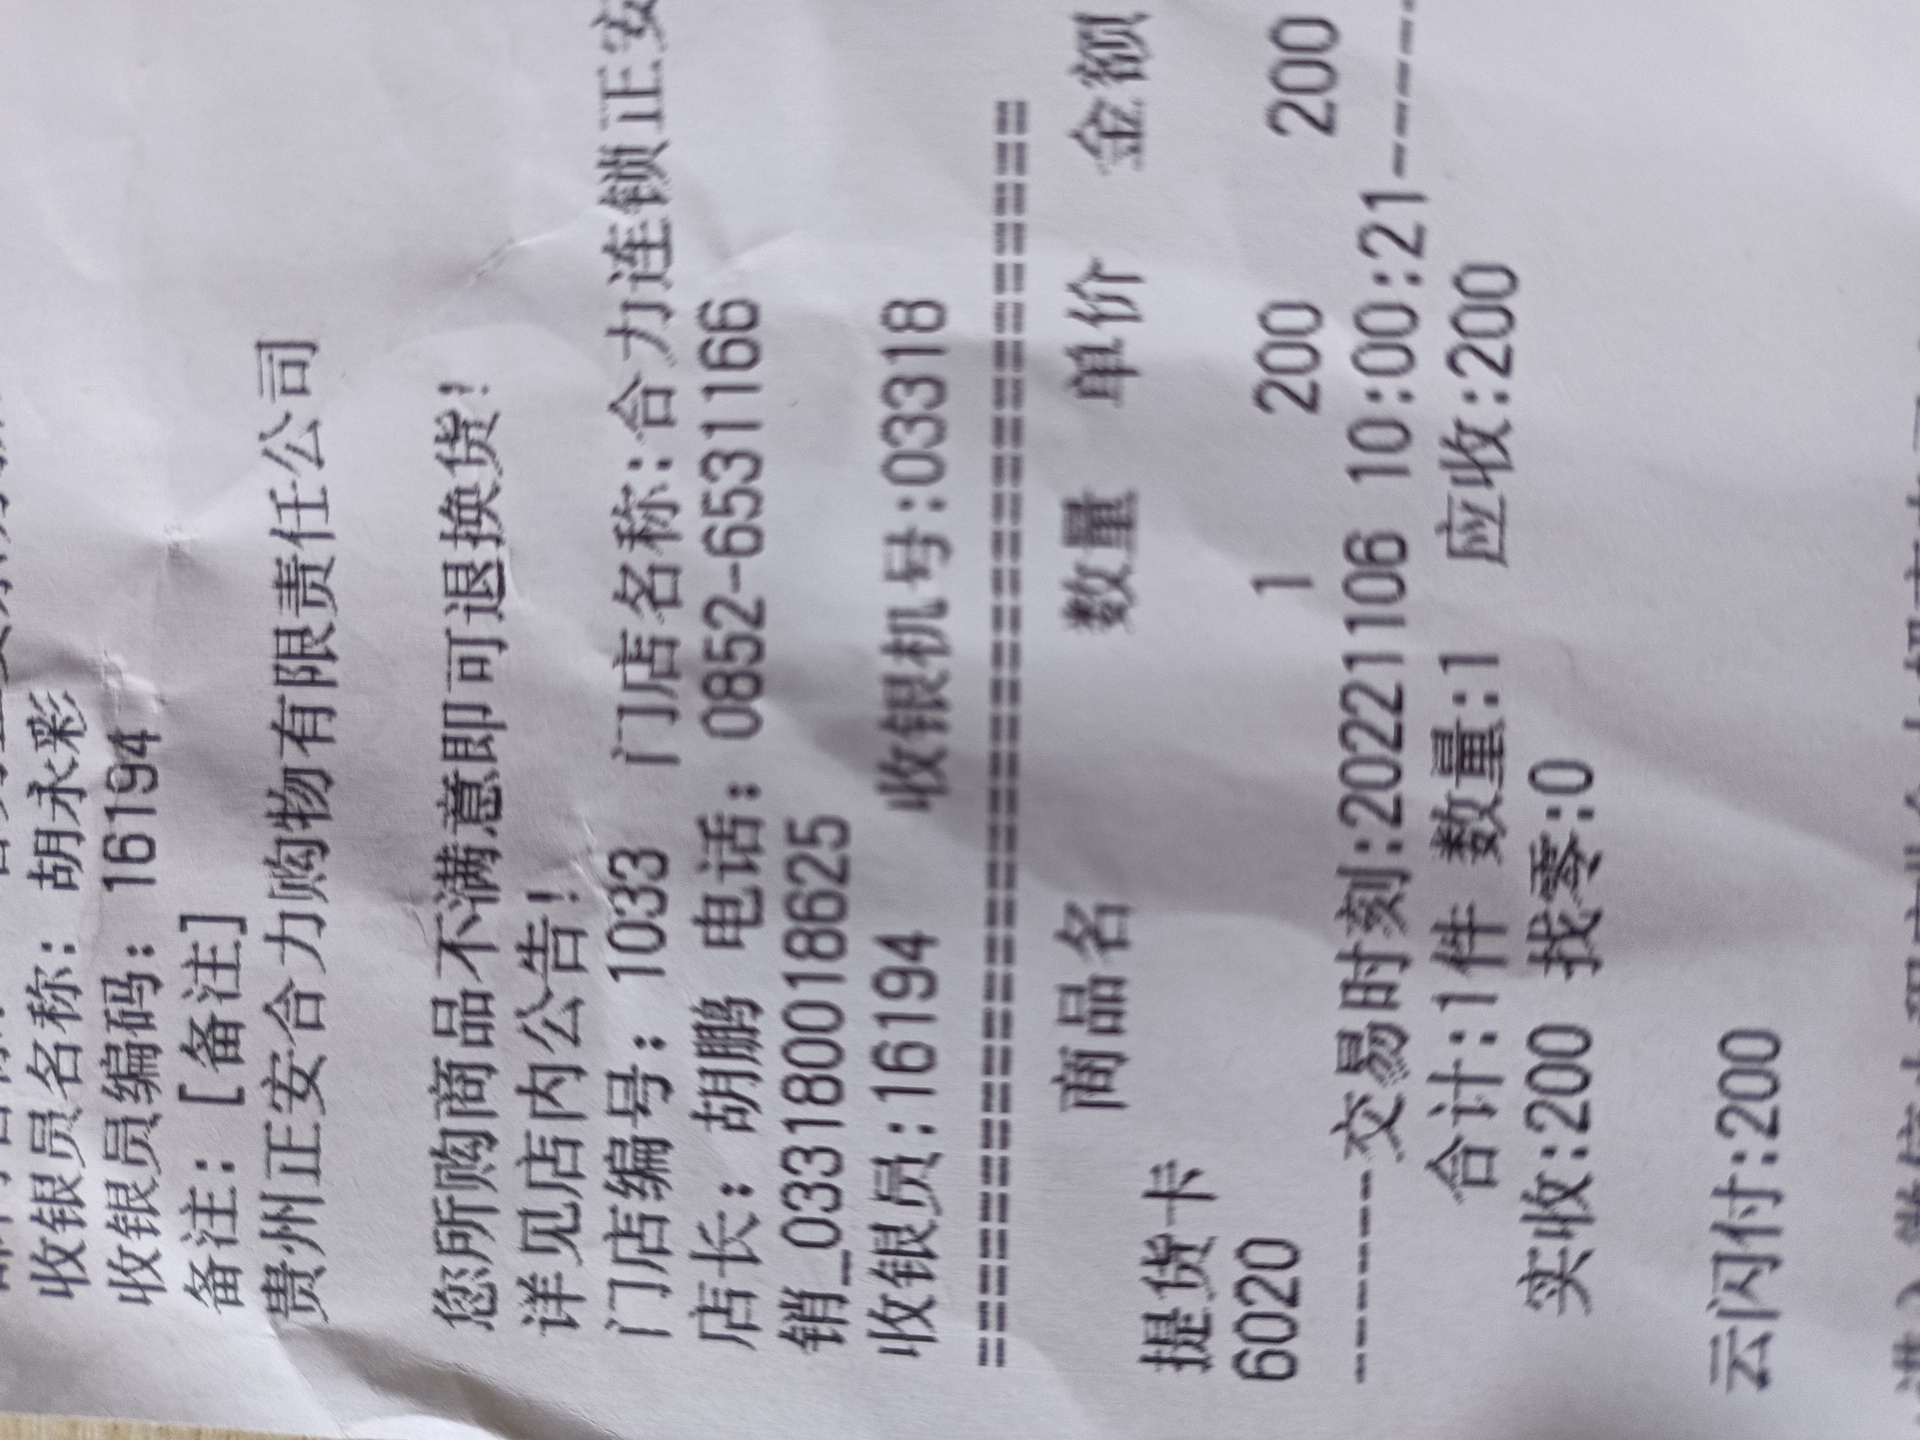 收银员名称: 胡永彩
收银员编码: 16194
备注: [备注]
贵州正安合力购物有限责任公司
您所购商品不满意即可退换货!
详见店内公告!
门店编号: 1033 门店名称:合力连锁正安
店长: 胡鹏 电话: 0852-6531166
销_0331800018625
收银员:16194 收银机号:03318
==============================
商品名 数量 单价 金额
提货卡
6020 1 200 200
-------交易时刻:20221106 10:00:21------
合计:1件 数量:1 应收:200
实收:200 找零:0
云闪付:200